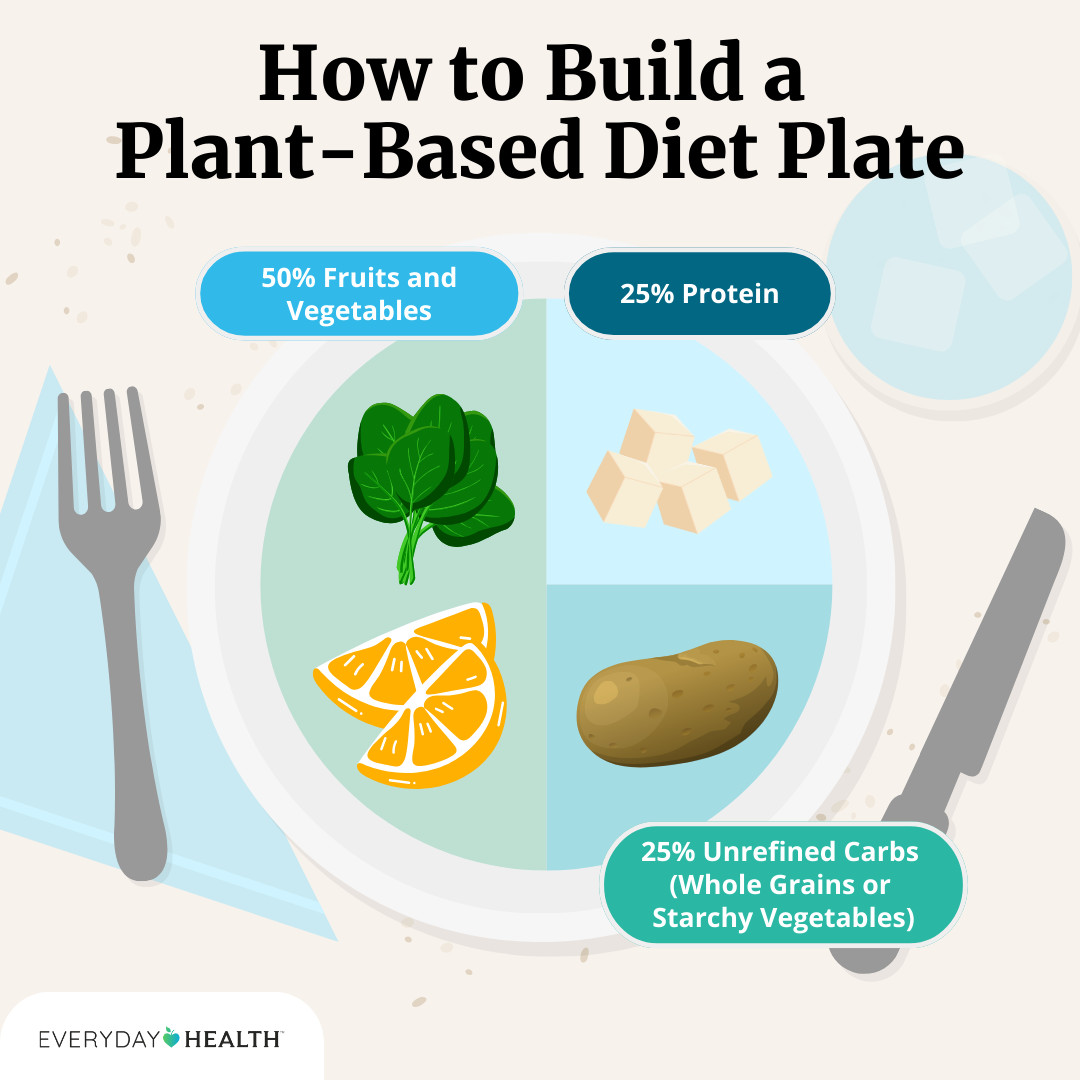 How to Build a
Plant-Based Diet Plate
50% Fruits and
Vegetables
25% Protein
25% Unrefined Carbs
(Whole Grains or
Starchy Vegetables)
EVERYDAY HEALTH™